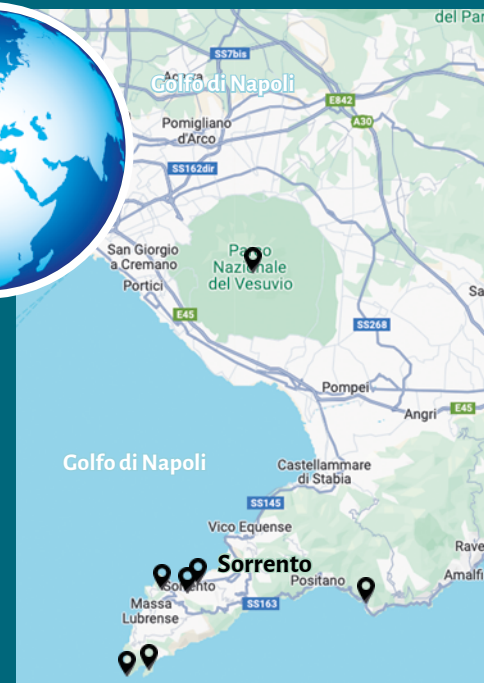 del Par
SS7bis
Acerra
Golfo di Napoli
E842
A30
Pomigliano
d'Arco
SS162dir
San Giorgio
a Cremano
Portici
Parco
Nazionale
del Vesuvio
Sa
E45
SS268
Pompei
Angri
E45
Golfo di Napoli
Castellammare
di Stabia
SS145
Vico Equense
Rave
Sorrento
Sorrento
Positano
Amalfi
Massa
Lubrense
SS163